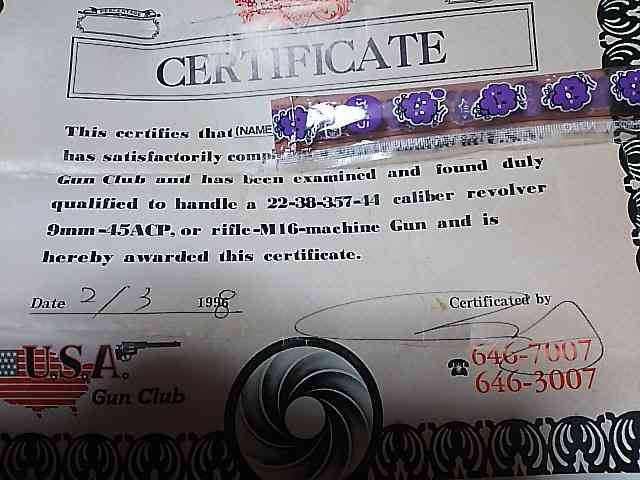 PERCENTAGE
CERTIFICATE
This certifies that (NAME
has satisfactorily
Gun Club and has been examined and found duly
qualified to handle a 22-38-357-44 caliber revolver
9mm-45ACP, or rifle-M16-machine Gun and is
hereby awarded this certificate.
Date 2/3 1998
Certificated by
U.S.A.
Gun Club
☎ 646-7007
646-3007